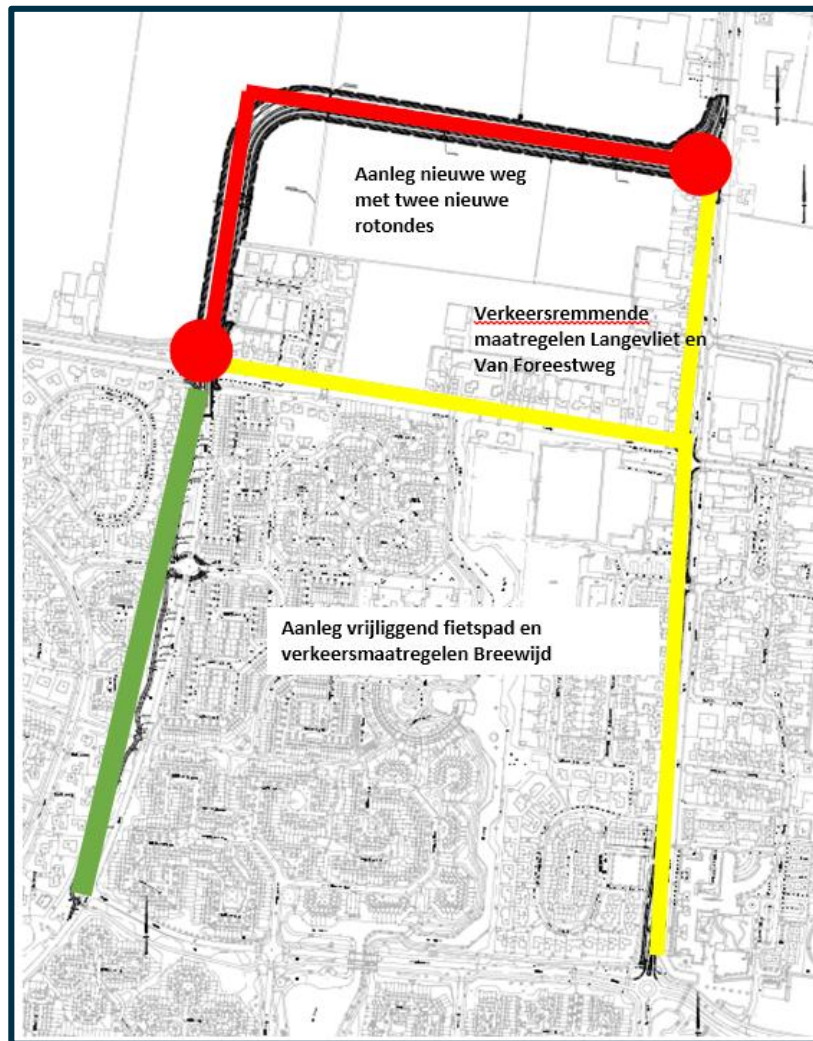 Aanleg nieuwe weg
met twee nieuwe
rotondes
Verkeersremmende
maatregelen Langevliet en
Van Foreestweg
Aanleg vrijliggend fietspad en
verkeersmaatregelen Breewijd